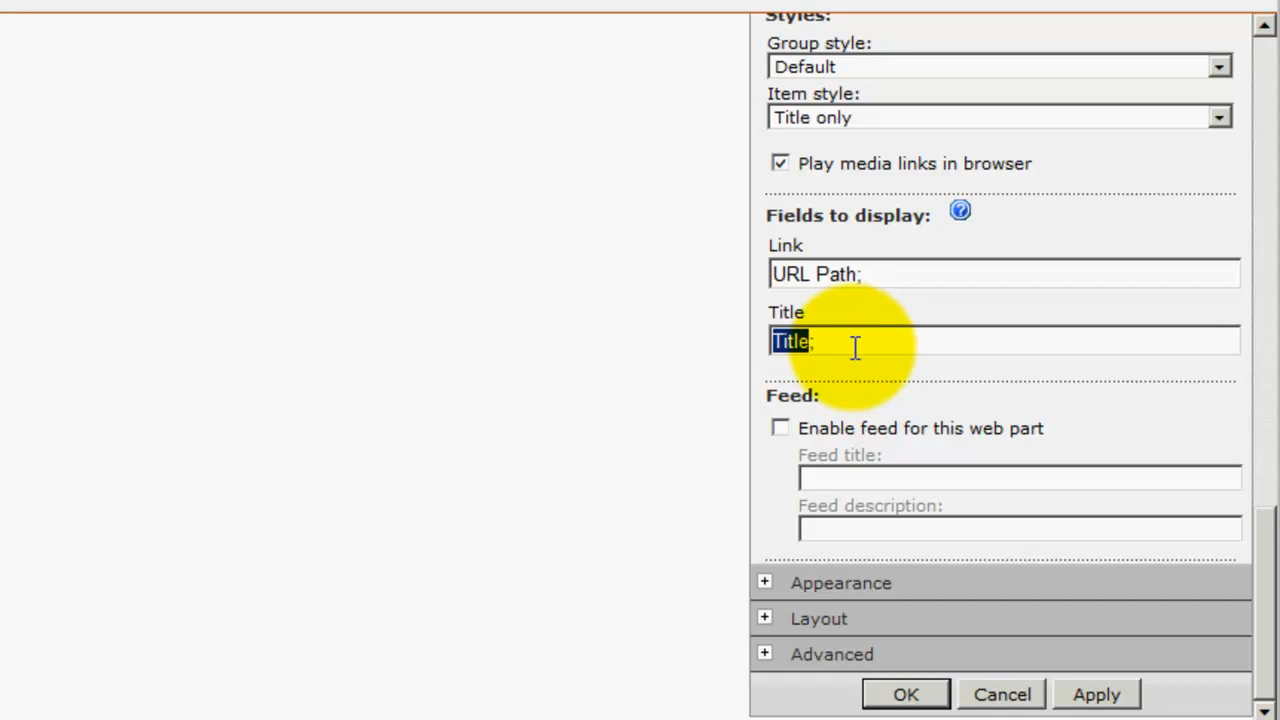 Styles:
Group style:
Default
Item style:
Title only
Play media links in browser
Fields to display:
Link
URL Path;
Title
Title;
Feed:
Enable feed for this web part
Feed title:
Feed description:
Appearance
Layout
Advanced
OK Cancel Apply